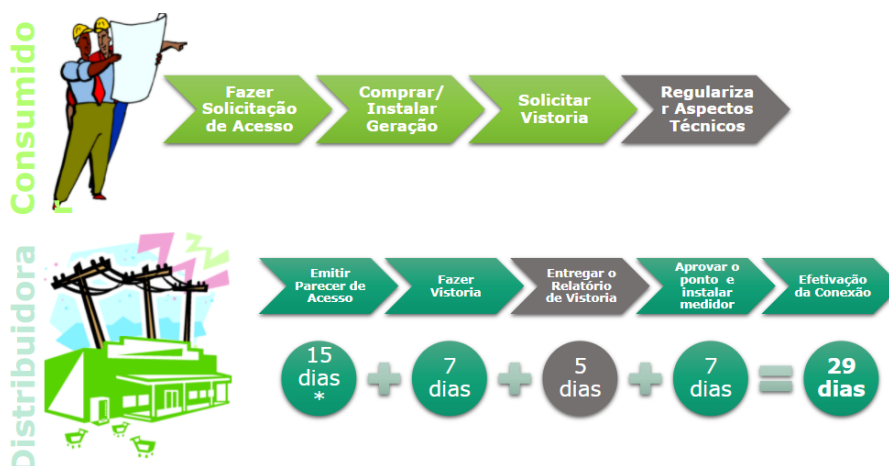 Consumido
r
Fazer
Solicitação
de Acesso
Comprar/
Instalar
Geração
Solicitar
Vistoria
Regulariza
r Aspectos
Técnicos
Distribuidora
Emitir
Parecer de
Acesso
Fazer
Vistoria
Entregar o
Relatório
de Vistoria
Aprovar o
ponto e
instalar
medidor
Efetivação
da Conexão
15
dias
*
+
7
dias
+
5
dias
+
7
dias
=
29
dias